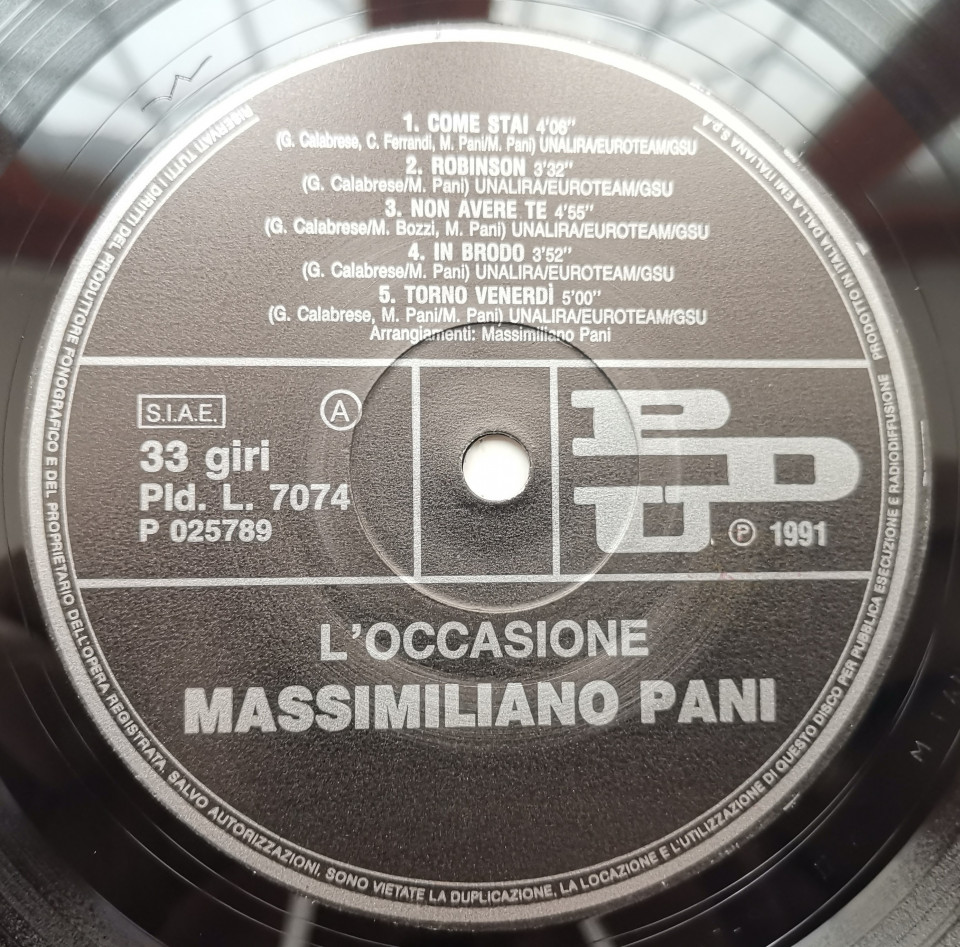 1. COME STAI 4'06"
(G. Calabrese, C. Ferrandi, M. Pani/M. Pani) UNALIRA/EUROTEAM/GSU
2. ROBINSON 3'32"
(G. Calabrese/M. Pani) UNALIRA/EUROTEAM/GSU
3. NON AVERE TE 4'55"
(G. Calabrese/M. Bozzi, M. Pani) UNALIRA/EUROTEAM/GSU
4. IN BRODO 3'52"
(G. Calabrese/M. Pani) UNALIRA/EUROTEAM/GSU
5. TORNO VENERDÌ 5'00"
(G. Calabrese, M. Pani/M. Pani) UNALIRA/EUROTEAM/GSU
Arrangiamenti: Massimiliano Pani
S.I.A.E. A
33 giri
Pld. L. 7074
P 025789
PDU
℗ 1991
L'OCCASIONE
MASSIMILIANO PANI
RISERVATI TUTTI I DIRITTI DEL PRODUTTORE FONOGRAFICO E DEL PROPRIETARIO DELL'OPERA REGISTRATA. SALVO AUTORIZZAZIONI, SONO VIETATE LA DUPLICAZIONE, LA LOCAZIONE E L'UTILIZZAZIONE DI QUESTO DISCO PER PUBBLICA ESECUZIONE E RADIODIFFUSIONE PRODOTTO IN ITALIA DALLA EMI ITALIANA S.P.A